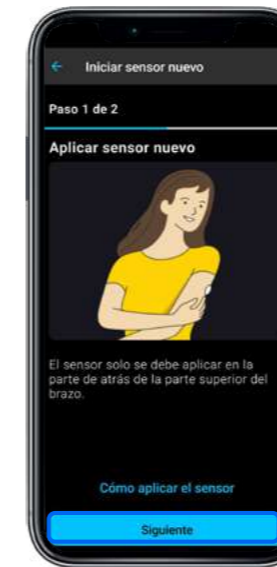 Iniciar sensor nuevo
Paso 1 de 2
Aplicar sensor nuevo
El sensor solo se debe aplicar en la
parte de atrás de la parte superior del
brazo.
Cómo aplicar el sensor
Siguiente